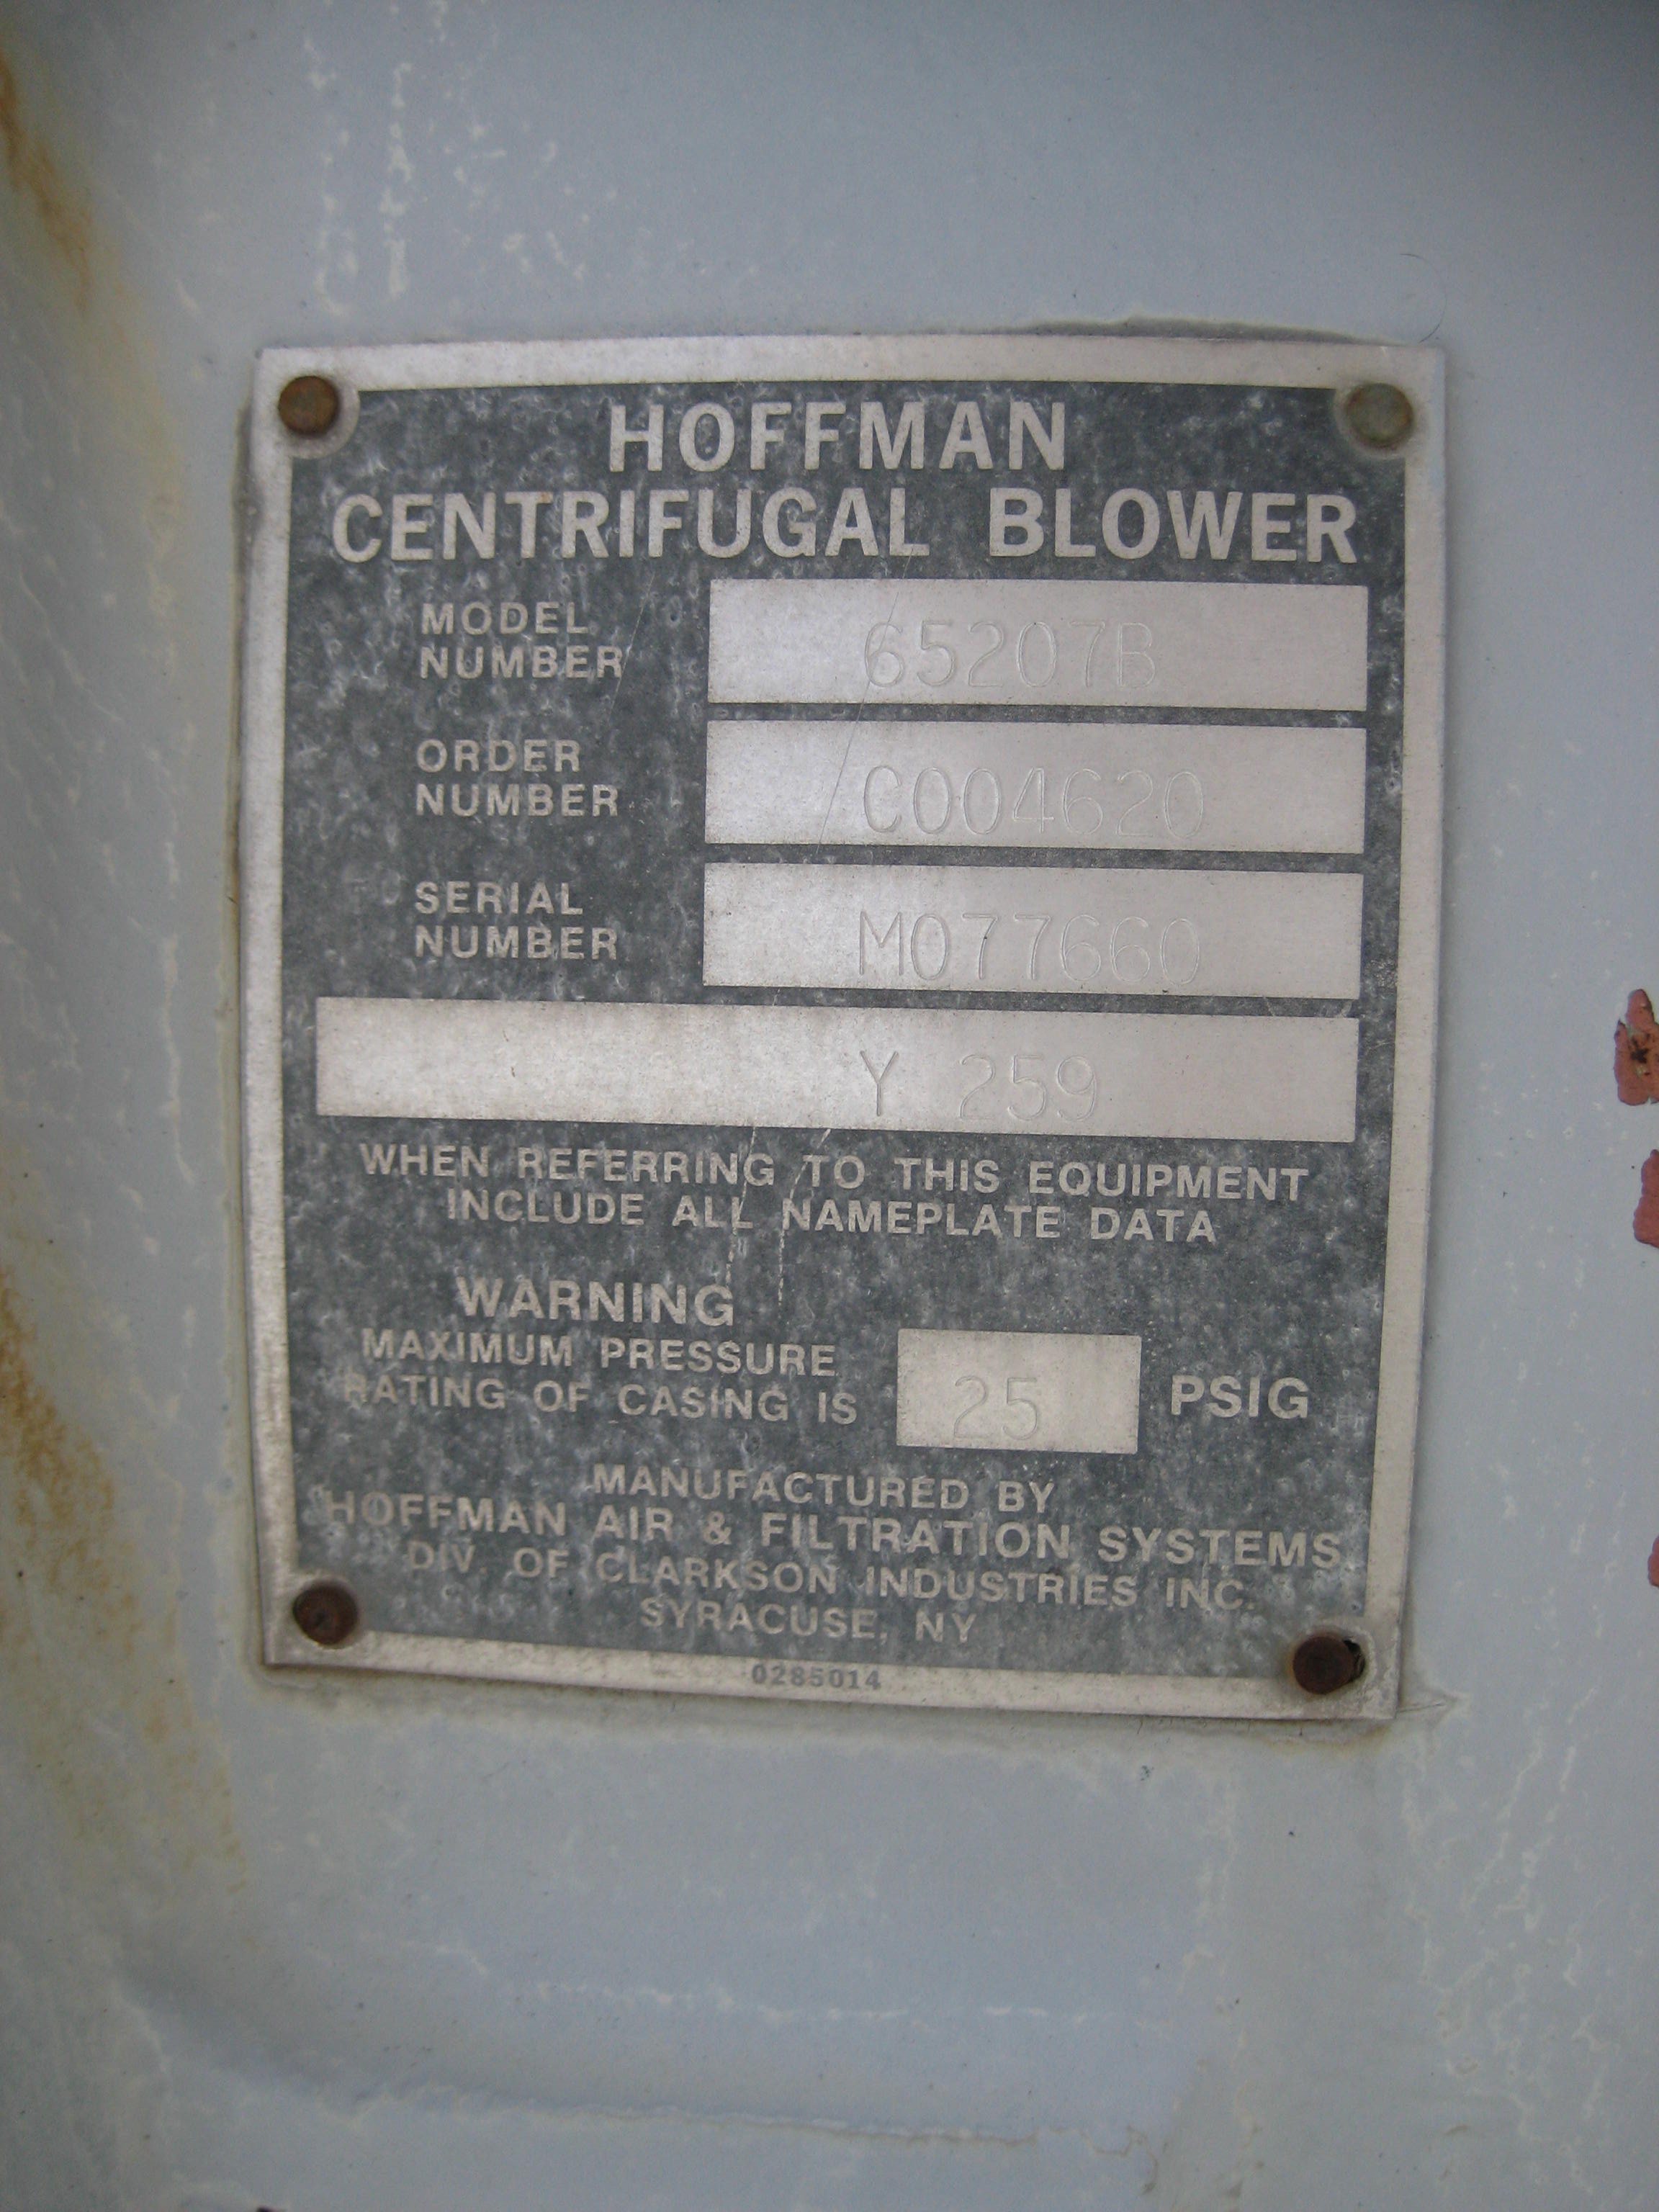 HOFFMAN
CENTRIFUGAL BLOWER
MODEL
NUMBER
65207B
ORDER
NUMBER
C004620
SERIAL
NUMBER
M077660
Y 259
WHEN REFERRING TO THIS EQUIPMENT
INCLUDE ALL NAMEPLATE DATA
WARNING
MAXIMUM PRESSURE
RATING OF CASING IS 25 PSIG
MANUFACTURED BY
HOFFMAN AIR & FILTRATION SYSTEMS
DIV. OF CLARKSON INDUSTRIES INC.
SYRACUSE, NY
0285014